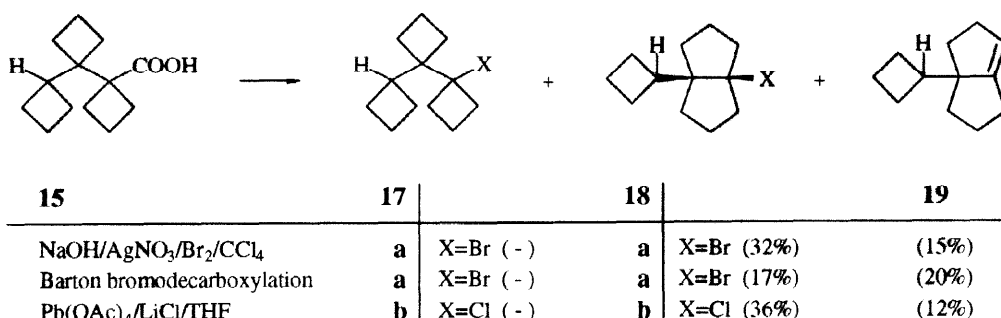 H COOH H X + H X + H
15 17 18 19
NaOH/AgNO₃/Br₂/CCl₄ a X=Br (-) a X=Br (32%) (15%)
Barton bromodecarboxylation a X=Br (-) a X=Br (17%) (20%)
Pb(OAc)₄/LiCl/THF b X=Cl (-) b X=Cl (36%) (12%)